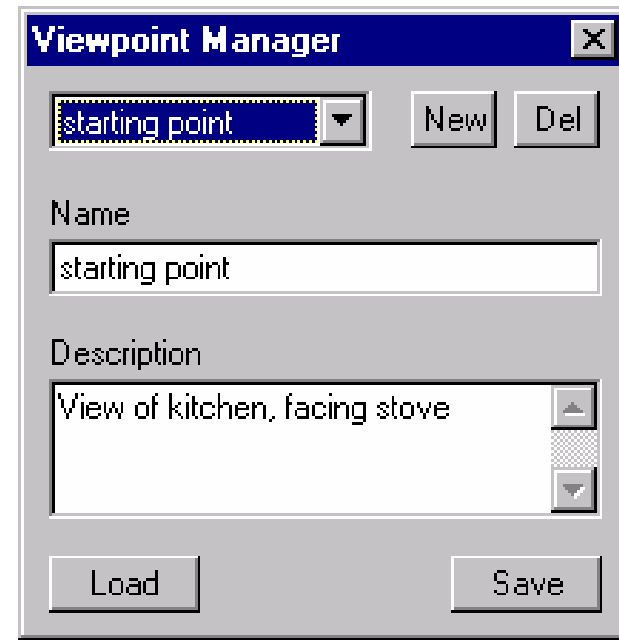 Viewpoint Manager
starting point New Del
Name
starting point
Description
View of kitchen, facing stove
Load Save